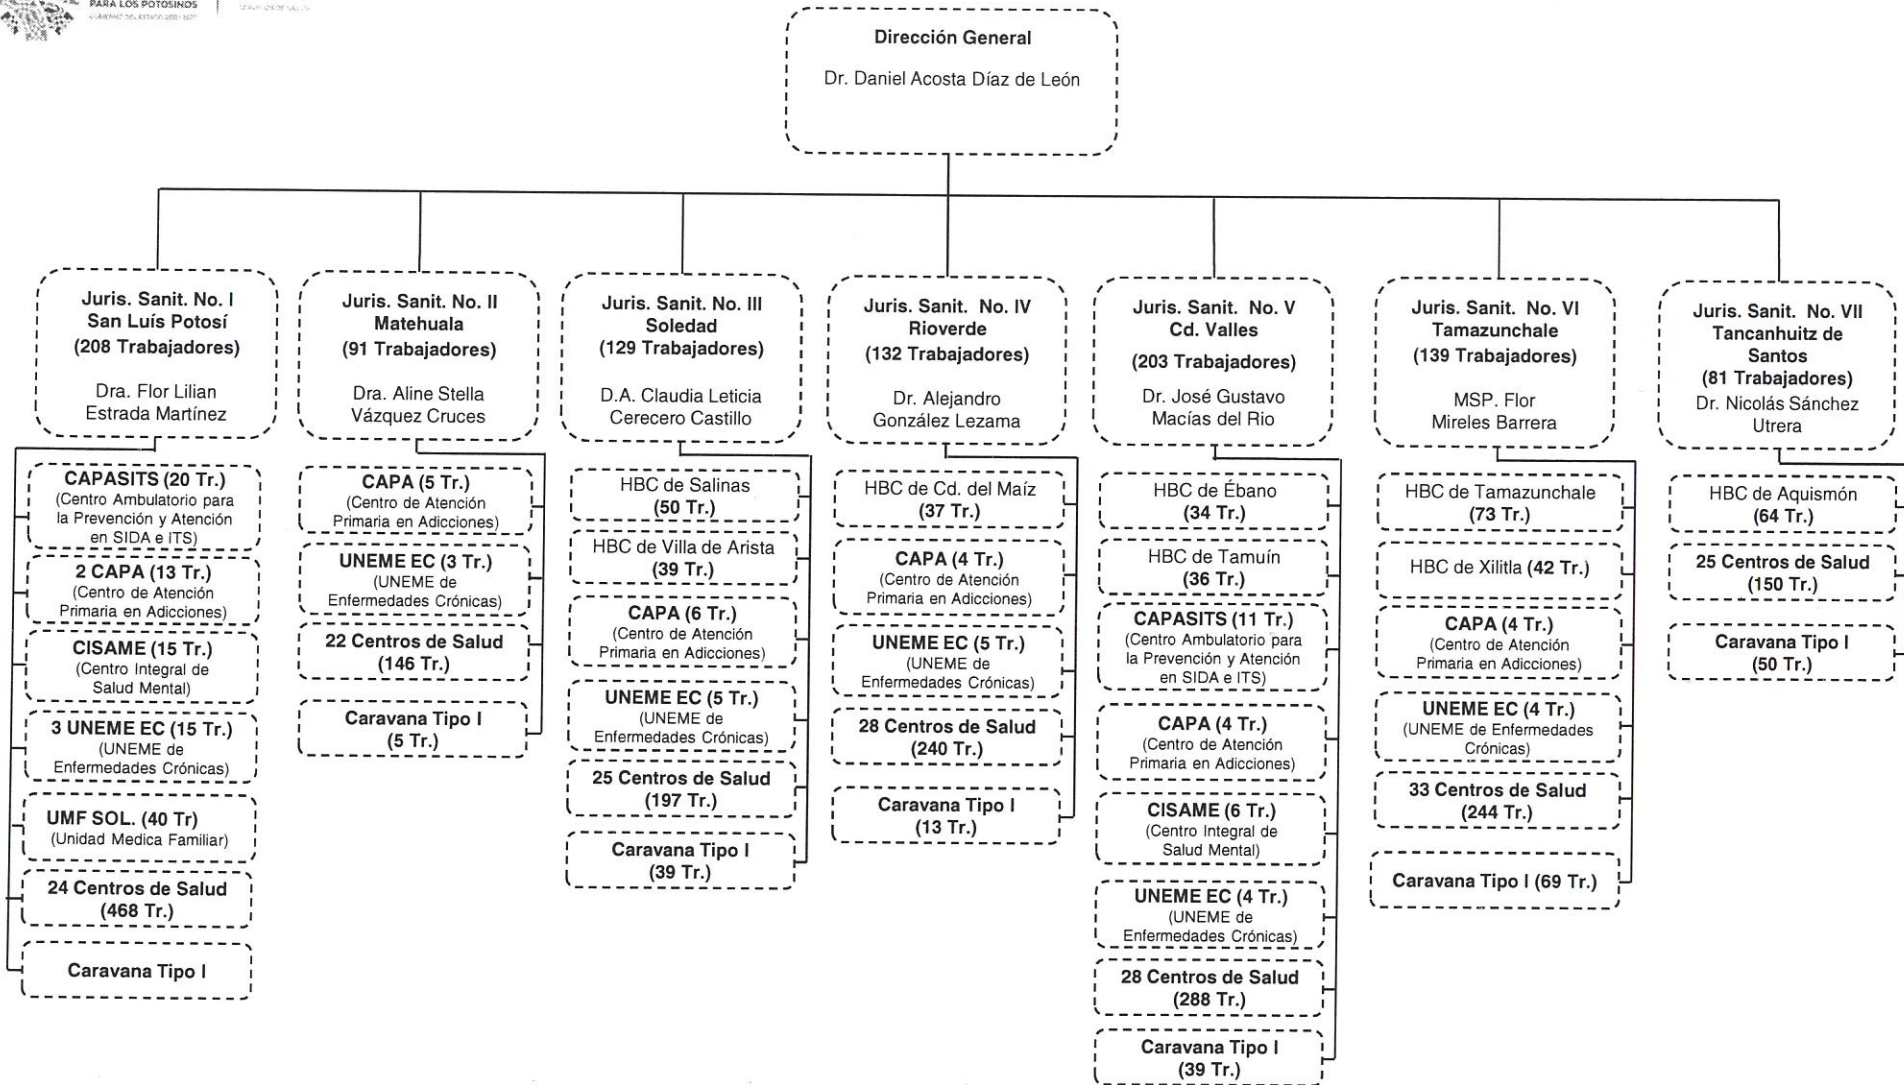 PARA LOS POTOSINOS
Dirección General
Dr. Daniel Acosta Díaz de León
Juris. Sanit. No. I
San Luís Potosí
(208 Trabajadores)
Dra. Flor Lilian
Estrada Martínez
CAPASITS (20 Tr.)
(Centro Ambulatorio para
la Prevención y Atención
en SIDA e ITS)
2 CAPA (13 Tr.)
(Centro de Atención
Primaria en Adicciones)
CISAME (15 Tr.)
(Centro Integral de
Salud Mental)
3 UNEME EC (15 Tr.)
(UNEME de
Enfermedades Crónicas)
UMF SOL. (40 Tr)
(Unidad Medica Familiar)
24 Centros de Salud
(468 Tr.)
Caravana Tipo I
Juris. Sanit. No. II
Matehuala
(91 Trabajadores)
Dra. Aline Stella
Vázquez Cruces
CAPA (5 Tr.)
(Centro de Atención
Primaria en Adicciones)
UNEME EC (3 Tr.)
(UNEME de
Enfermedades Crónicas)
22 Centros de Salud
(146 Tr.)
Caravana Tipo I
(5 Tr.)
Juris. Sanit. No. III
Soledad
(129 Trabajadores)
D.A. Claudia Leticia
Cerecero Castillo
HBC de Salinas
(50 Tr.)
HBC de Villa de Arista
(39 Tr.)
CAPA (6 Tr.)
(Centro de Atención
Primaria en Adicciones)
UNEME EC (5 Tr.)
(UNEME de
Enfermedades Crónicas)
25 Centros de Salud
(197 Tr.)
Caravana Tipo I
(39 Tr.)
Juris. Sanit. No. IV
Rioverde
(132 Trabajadores)
Dr. Alejandro
González Lezama
HBC de Cd. del Maíz
(37 Tr.)
CAPA (4 Tr.)
(Centro de Atención
Primaria en Adicciones)
UNEME EC (5 Tr.)
(UNEME de
Enfermedades Crónicas)
28 Centros de Salud
(240 Tr.)
Caravana Tipo I
(13 Tr.)
Juris. Sanit. No. V
Cd. Valles
(203 Trabajadores)
Dr. José Gustavo
Macías del Rio
HBC de Ébano
(34 Tr.)
HBC de Tamuín
(36 Tr.)
CAPASITS (11 Tr.)
(Centro Ambulatorio para
la Prevención y Atención
en SIDA e ITS)
CAPA (4 Tr.)
(Centro de Atención
Primaria en Adicciones)
CISAME (6 Tr.)
(Centro Integral de
Salud Mental)
UNEME EC (4 Tr.)
(UNEME de
Enfermedades Crónicas)
28 Centros de Salud
(288 Tr.)
Caravana Tipo I
(39 Tr.)
Juris. Sanit. No. VI
Tamazunchale
(139 Trabajadores)
MSP. Flor
Mireles Barrera
HBC de Tamazunchale
(73 Tr.)
HBC de Xilitla (42 Tr.)
CAPA (4 Tr.)
(Centro de Atención
Primaria en Adicciones)
UNEME EC (4 Tr.)
(UNEME de Enfermedades
Crónicas)
33 Centros de Salud
(244 Tr.)
Caravana Tipo I (69 Tr.)
Juris. Sanit. No. VII
Tancanhuitz de
Santos
(81 Trabajadores)
Dr. Nicolás Sánchez
Utrera
HBC de Aquismón
(64 Tr.)
25 Centros de Salud
(150 Tr.)
Caravana Tipo I
(50 Tr.)